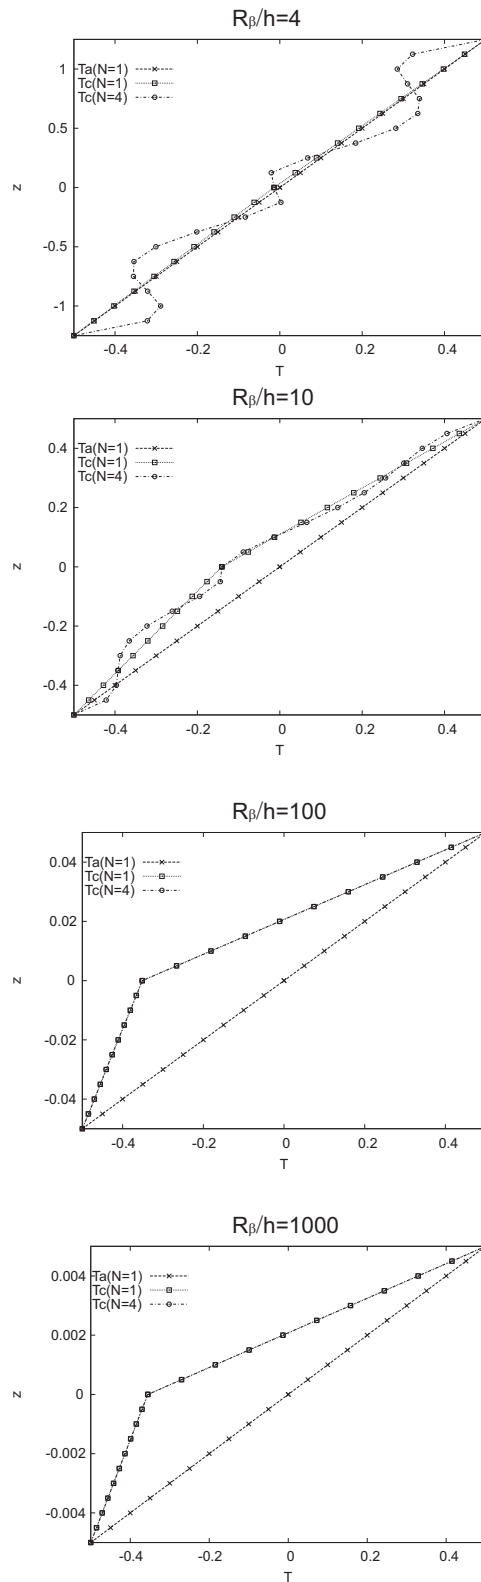 Rβ/h=4
Ta(N=1)
Tc(N=1)
Tc(N=4)
1
0.5
0
-0.5
-1
z
-0.4
-0.2
0
0.2
0.4
T
Rβ/h=10
Ta(N=1)
Tc(N=1)
Tc(N=4)
0.4
0.2
0
-0.2
-0.4
z
-0.4
-0.2
0
0.2
0.4
T
Rβ/h=100
Ta(N=1)
Tc(N=1)
Tc(N=4)
0.04
0.02
0
-0.02
-0.04
z
-0.4
-0.2
0
0.2
0.4
T
Rβ/h=1000
Ta(N=1)
Tc(N=1)
Tc(N=4)
0.004
0.002
0
-0.002
-0.004
z
-0.4
-0.2
0
0.2
0.4
T